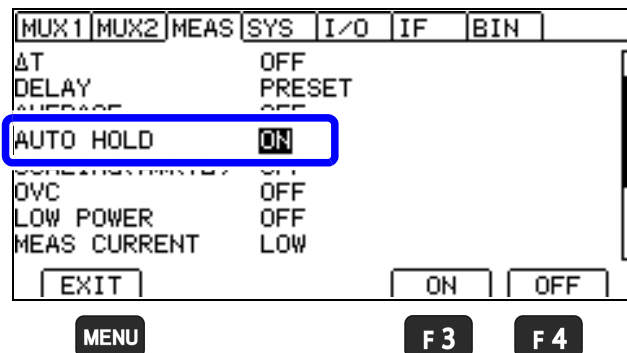 MUX1 MUX2 MEAS SYS I/O IF BIN
ΔT OFF
DELAY PRESET
AUTO HOLD ON
OVC OFF
LOW POWER OFF
MEAS CURRENT LOW
EXIT ON OFF
MENU F3 F4